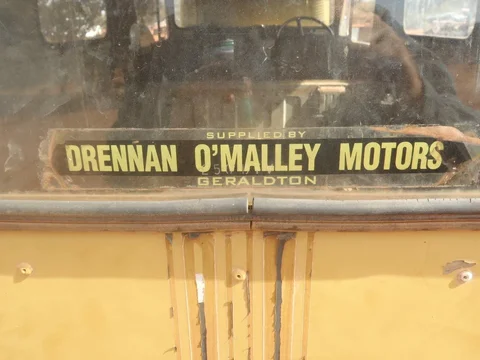 SUPPLIED BY
DRENNAN O'MALLEY MOTORS
GERALDTON